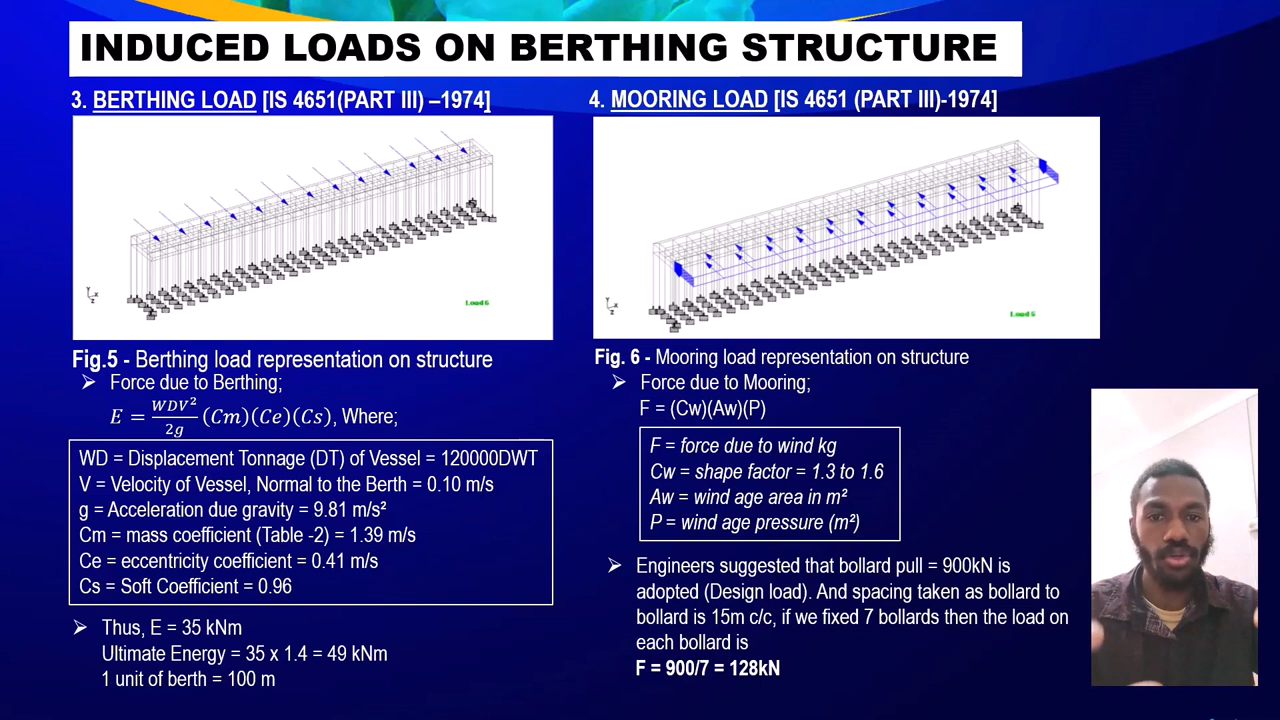 INDUCED LOADS ON BERTHING STRUCTURE
3. BERTHING LOAD [IS 4651(PART III) –1974]
Load 6
Fig.5 - Berthing load representation on structure
➢ Force due to Berthing;
E = WDV²/2g (Cm)(Ce)(Cs), Where;
WD = Displacement Tonnage (DT) of Vessel = 120000DWT
V = Velocity of Vessel, Normal to the Berth = 0.10 m/s
g = Acceleration due gravity = 9.81 m/s²
Cm = mass coefficient (Table -2) = 1.39 m/s
Ce = eccentricity coefficient = 0.41 m/s
Cs = Soft Coefficient = 0.96
➢ Thus, E = 35 kNm
Ultimate Energy = 35 x 1.4 = 49 kNm
1 unit of berth = 100 m
4. MOORING LOAD [IS 4651 (PART III)-1974]
Load 6
Fig. 6 - Mooring load representation on structure
➢ Force due to Mooring;
F = (Cw)(Aw)(P)
F = force due to wind kg
Cw = shape factor = 1.3 to 1.6
Aw = wind age area in m²
P = wind age pressure (m²)
➢ Engineers suggested that bollard pull = 900kN is
adopted (Design load). And spacing taken as bollard to
bollard is 15m c/c, if we fixed 7 bollards then the load on
each bollard is
F = 900/7 = 128kN